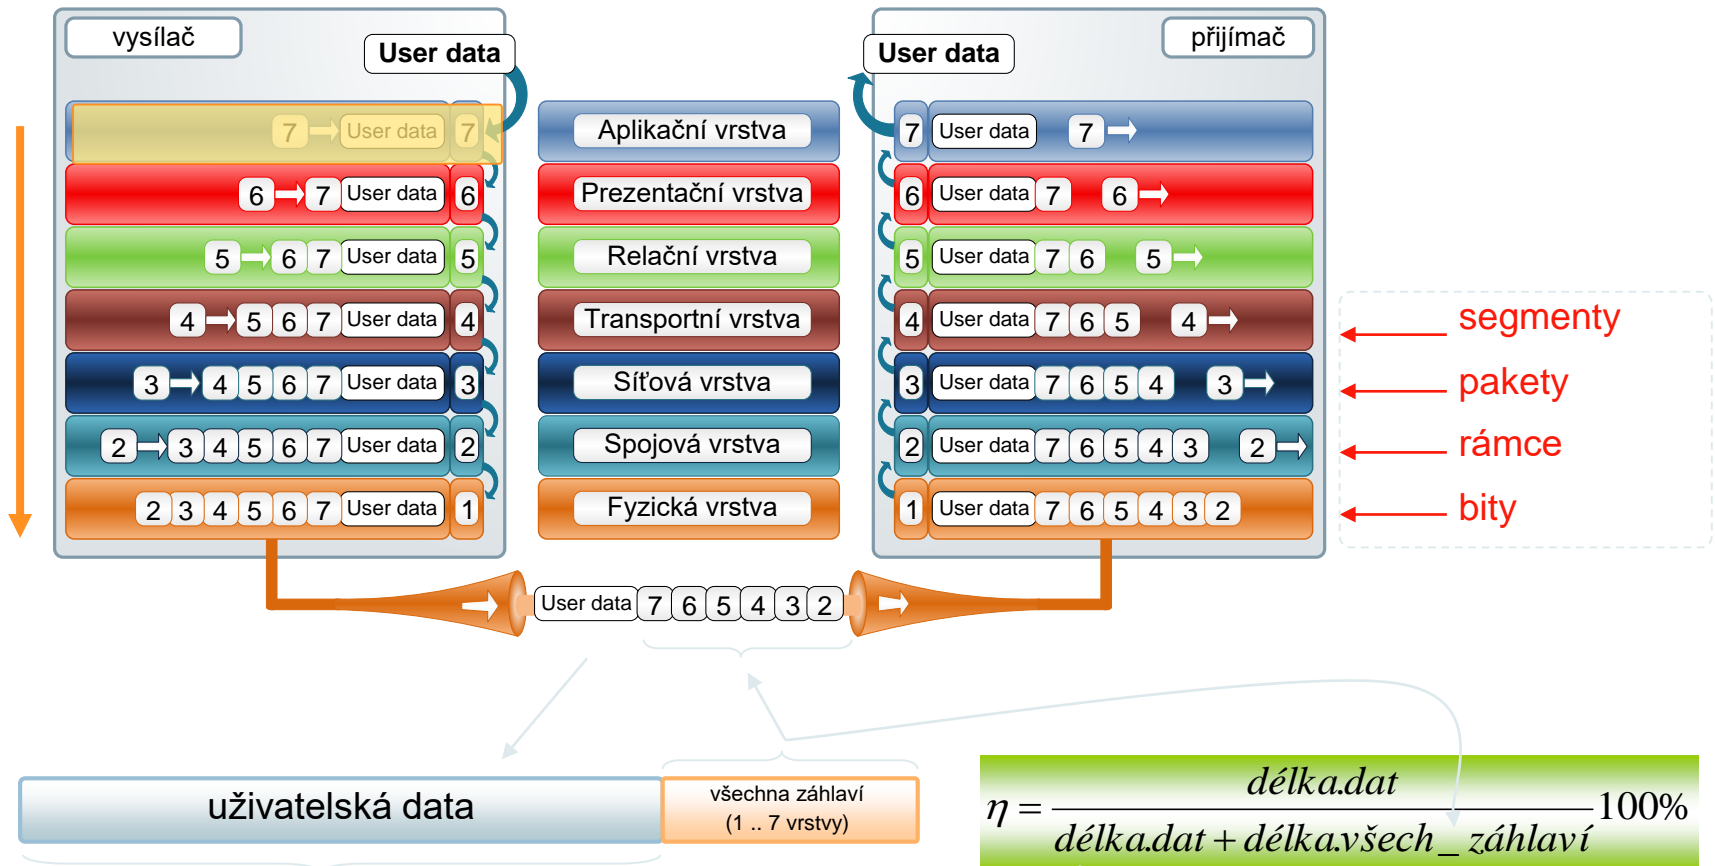 vysílač
User data
User data
přijímač
7 User data 7
Aplikační vrstva
7 User data 7
6 7 User data 6
Prezentační vrstva
6 User data 7 6
5 6 7 User data 5
Relační vrstva
5 User data 7 6 5
4 5 6 7 User data 4
Transportní vrstva
4 User data 7 6 5 4
segmenty
3 4 5 6 7 User data 3
Síťová vrstva
3 User data 7 6 5 4 3
pakety
2 3 4 5 6 7 User data 2
Spojová vrstva
2 User data 7 6 5 4 3 2
rámce
2 3 4 5 6 7 User data 1
Fyzická vrstva
1 User data 7 6 5 4 3 2
bity
User data 7 6 5 4 3 2
uživatelská data
všechna záhlaví
(1 .. 7 vrstvy)
délka.dat
η = 100%
délka.dat + délka.všech_ záhlaví